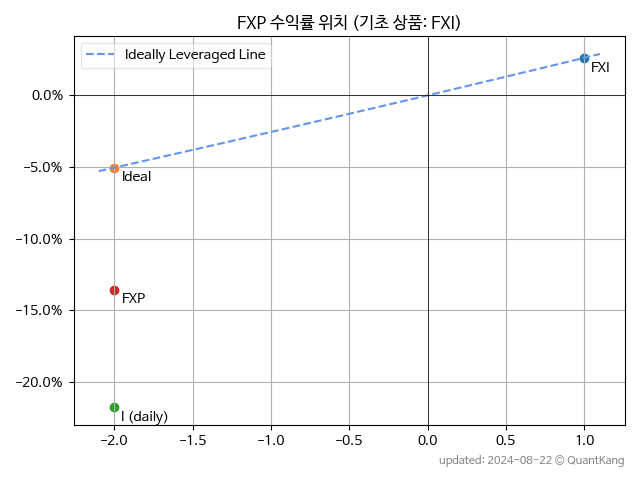 FXP 수익률 위치 (기초 상품: FXI)
Ideally Leveraged Line
0.0%
-5.0%
-10.0%
-15.0%
-20.0%
FXI
Ideal
FXP
I (daily)
-2.0 -1.5 -1.0 -0.5 0.0 0.5 1.0
updated: 2024-08-22 © QuantKang